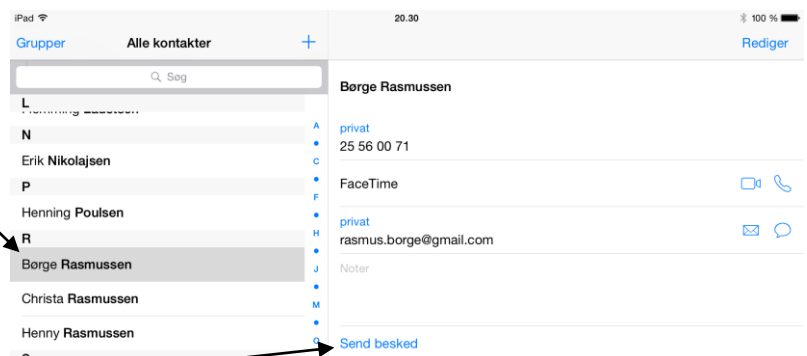 iPad 20.30 100 %
Grupper Alle kontakter + Rediger
Søg
L
N
Erik Nikolajsen
P
Henning Poulsen
R
Børge Rasmussen
Christa Rasmussen
Henny Rasmussen
A
C
F
H
J
M
Børge Rasmussen
privat
25 56 00 71
FaceTime
privat
rasmus.borge@gmail.com
Noter
Send besked